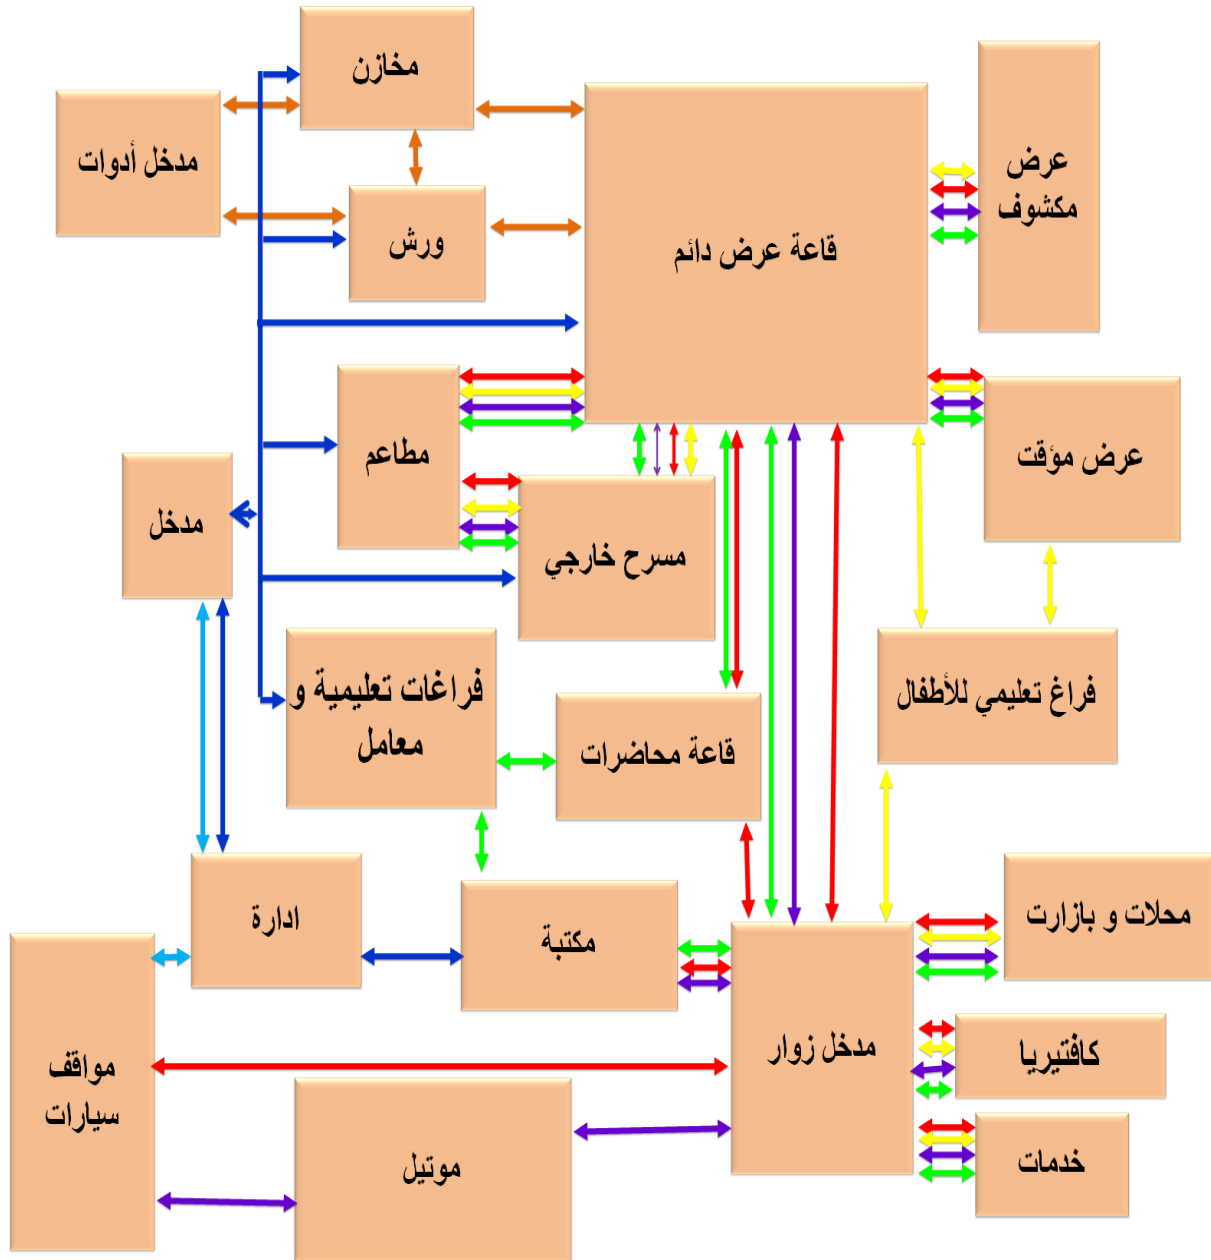 مخازن
مدخل أدوات
ورش
قاعة عرض دائم
عرض
مكشوف
مطاعم
عرض مؤقت
مدخل
مسرح خارجي
فراغات تعليمية و
معامل
قاعة محاضرات
فراغ تعليمي للأطفال
ادارة
مكتبة
محلات و بازارت
مدخل زوار
كافتيريا
مواقف
سيارات
موتيل
خدمات